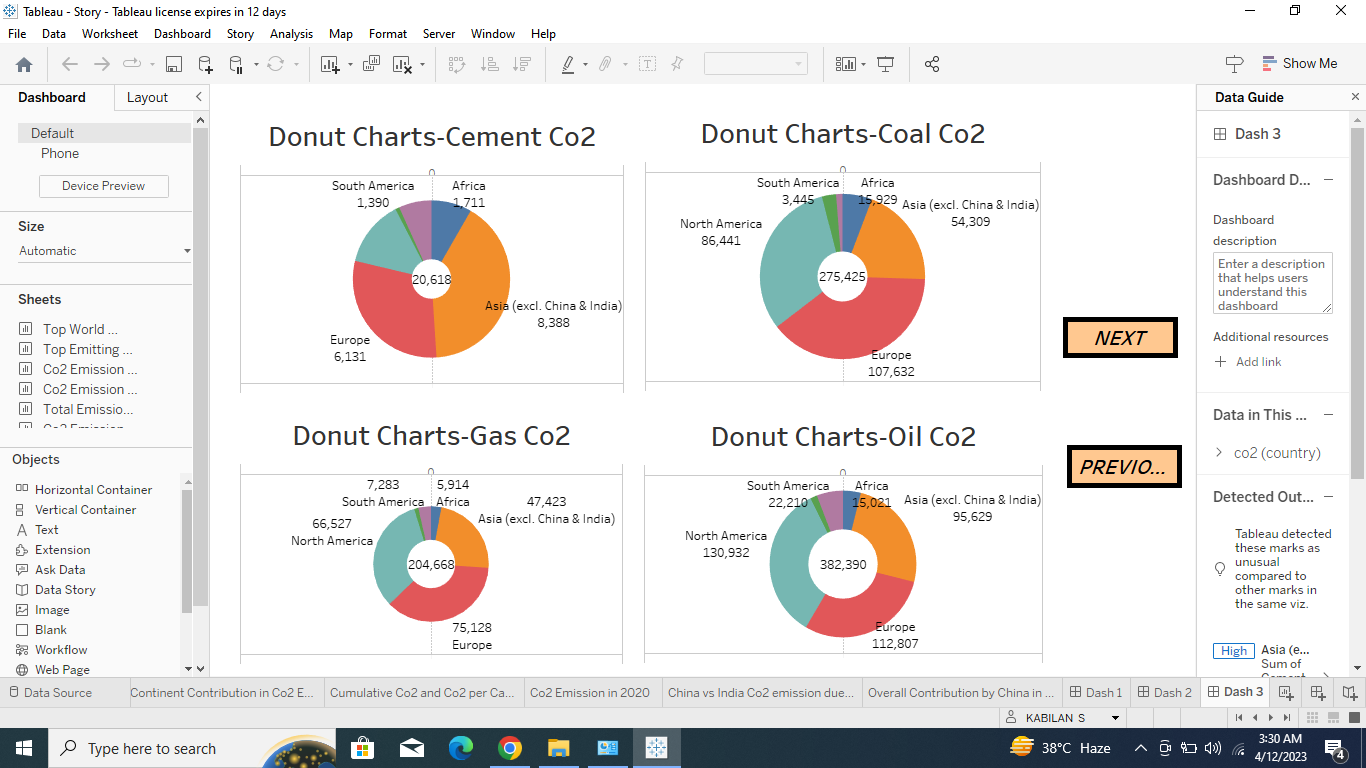 Tableau - Story - Tableau license expires in 12 days
File Data Worksheet Dashboard Story Analysis Map Format Server Window Help
Show Me
Dashboard Layout
Default
Phone
Device Preview
Size
Automatic
Sheets
Top World ...
Top Emitting ...
Co2 Emission ...
Co2 Emission ...
Total Emissio...
Objects
Horizontal Container
Vertical Container
Text
Extension
Ask Data
Data Story
Image
Blank
Workflow
Web Page
Donut Charts-Cement Co2
South America
1,390
Africa
1,711
20,618
Asia (excl. China & India)
8,388
Europe
6,131
Donut Charts-Coal Co2
South America
3,445
Africa
15,929
Asia (excl. China & India)
54,309
North America
86,441
275,425
Europe
107,632
Donut Charts-Gas Co2
7,283
South America
5,914
Africa
47,423
Asia (excl. China & India)
66,527
North America
204,668
75,128
Europe
Donut Charts-Oil Co2
South America
22,210
Africa
15,021
Asia (excl. China & India)
95,629
North America
130,932
382,390
Europe
112,807
NEXT
PREVIO...
Data Guide
Dash 3
Dashboard D...
Dashboard
description
Enter a description
that helps users
understand this
dashboard
Additional resources
Add link
Data in This ...
co2 (country)
Detected Out...
Tableau detected
these marks as
unusual
compared to
other marks in
the same viz.
High Asia (e...
Sum of
Data Source Continent Contribution in Co2 E... Cumulative Co2 and Co2 per Ca... Co2 Emission in 2020 China vs India Co2 emission due... Overall Contribution by China in ... Dash 1 Dash 2 Dash 3
KABILAN S
Type here to search
38°C Haze
3:30 AM
4/12/2023
4